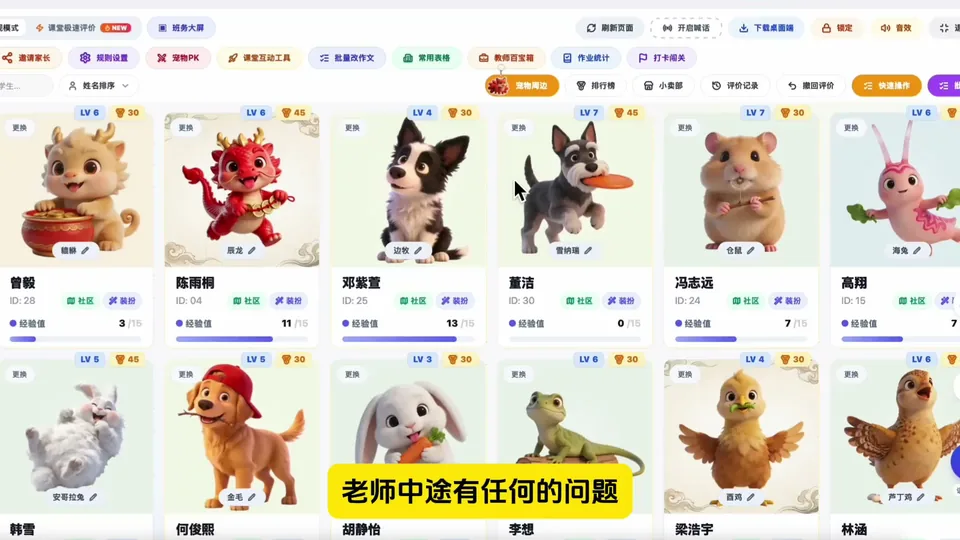 观模式
课堂极速评价
NEW
班务大屏
刷新页面
开启喊话
下载桌面端
锁定
音效
邀请家长
规则设置
宠物PK
课堂互动工具
批量改作文
常用表格
教师百宝箱
作业统计
打卡闯关
学生...
姓名排序
宠物周边
排行榜
小卖部
评价记录
撤回评价
快速操作
更换
LV 6
30
貔貅
曾毅
ID: 28
社区
装扮
经验值
3 /15
更换
LV 6
45
辰龙
陈雨桐
ID: 04
社区
装扮
经验值
11 /15
更换
LV 4
30
边牧
邓紫萱
ID: 25
社区
装扮
经验值
13 /15
更换
LV 7
45
雪纳瑞
董洁
ID: 30
社区
装扮
经验值
0 /15
更换
LV 7
30
仓鼠
冯志远
ID: 24
社区
装扮
经验值
7 /15
更换
LV 6
海兔
高翔
ID: 15
社区
经验值
7
更换
LV 5
45
安哥拉兔
韩雪
更换
LV 5
30
金毛
何俊熙
更换
LV 3
30
胡静怡
更换
LV 6
30
李想
更换
LV 4
30
酉鸡
梁浩宇
更换
LV 6
30
芦丁鸡
林涵
老师中途有任何的问题